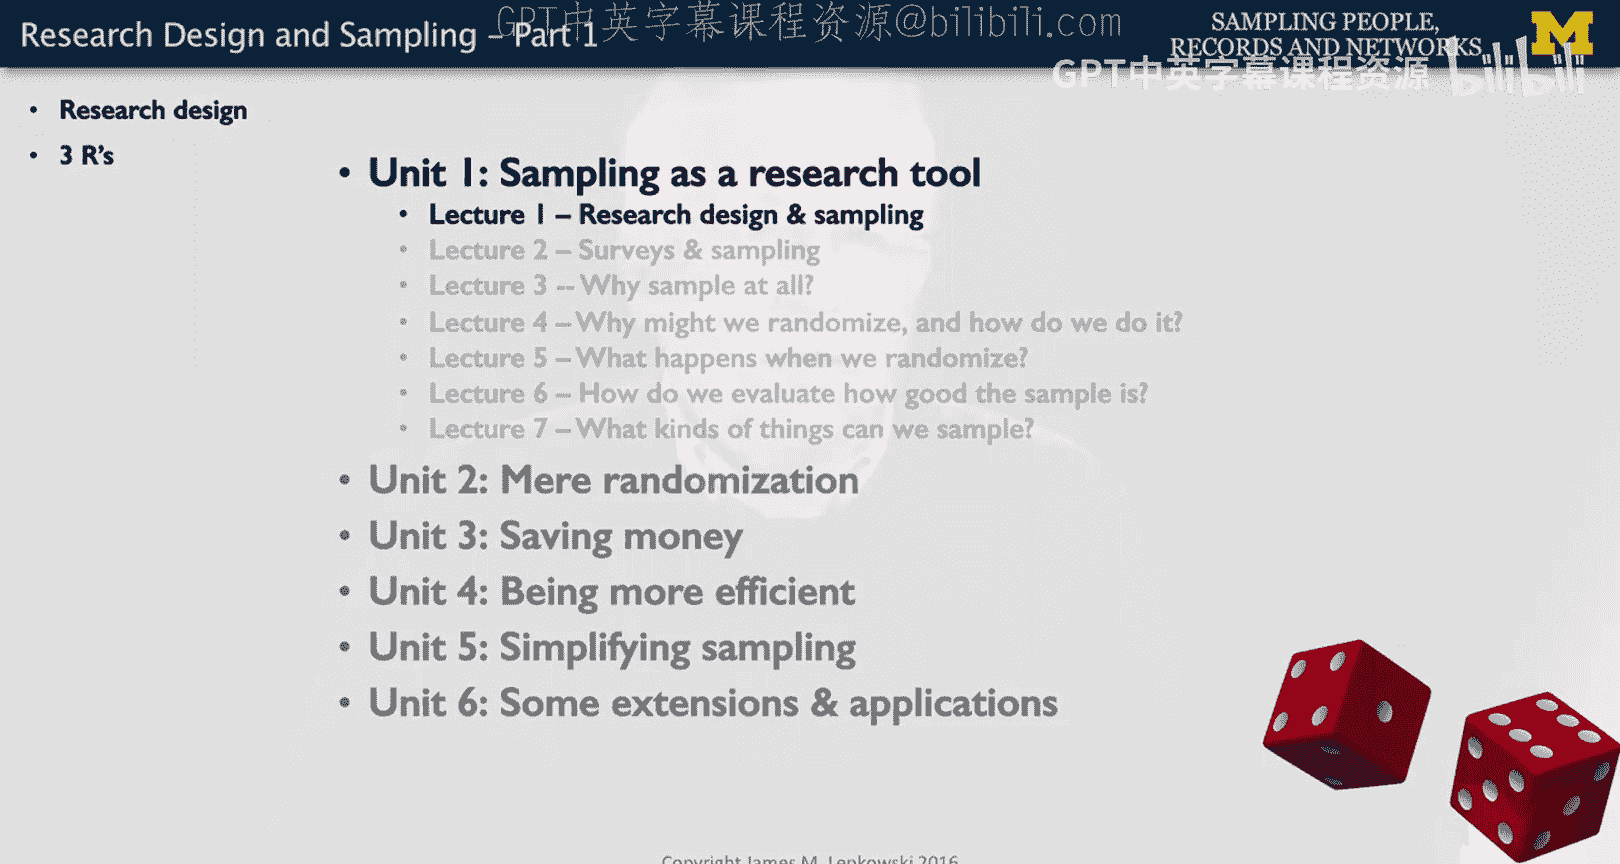 Research Design and Sampling – Part 1
GPT中英字幕课程资源@bilibili.com
SAMPLING PEOPLE,
RECORDS AND NETWORKS
M
GPT中英字幕课程资源
bilibili
• Research design
• 3 R's
• Unit 1: Sampling as a research tool
• Lecture 1 – Research design & sampling
• Lecture 2 – Surveys & sampling
• Lecture 3 -- Why sample at all?
• Lecture 4 – Why might we randomize, and how do we do it?
• Lecture 5 – What happens when we randomize?
• Lecture 6 – How do we evaluate how good the sample is?
• Lecture 7 – What kinds of things can we sample?
• Unit 2: Mere randomization
• Unit 3: Saving money
• Unit 4: Being more efficient
• Unit 5: Simplifying sampling
• Unit 6: Some extensions & applications
Copyright James M. Lepkowski 2016